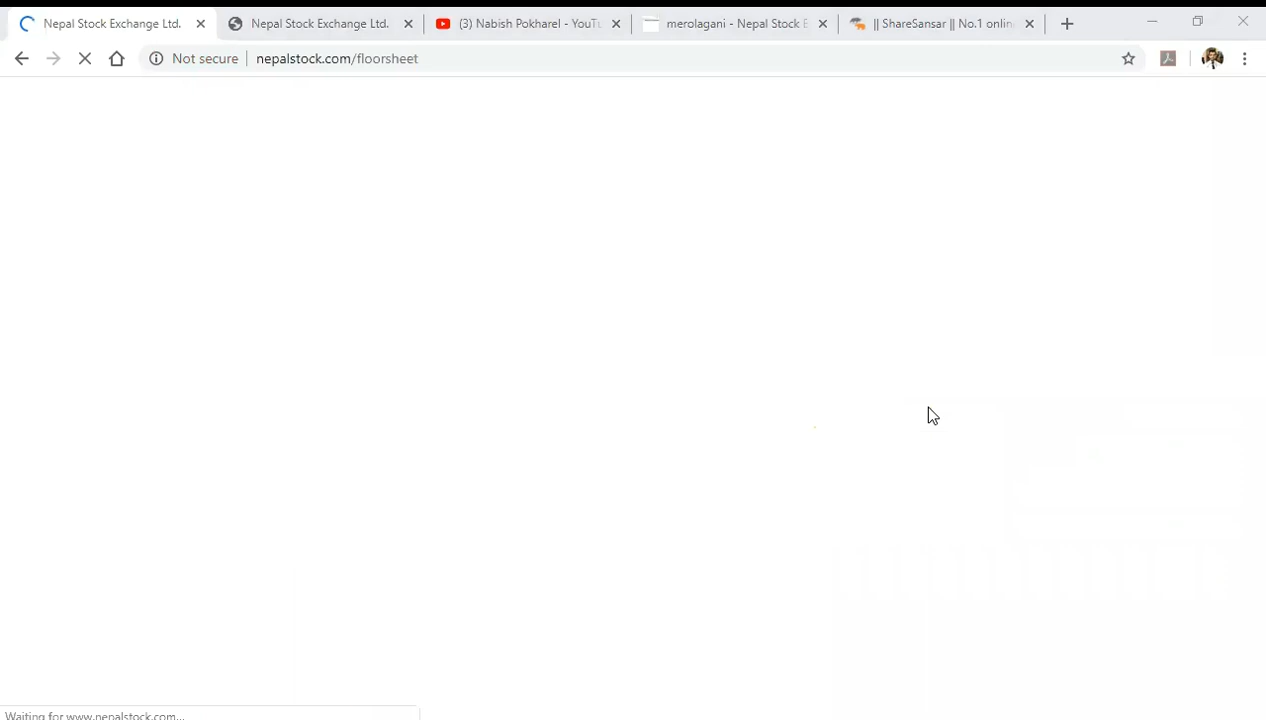 Nepal Stock Exchange Ltd.
Nepal Stock Exchange Ltd.
(3) Nabish Pokharel - YouTu
merolagani - Nepal Stock E
|| ShareSansar || No.1 onlin
Not secure
nepalstock.com/floorsheet
Waiting for www.nepalstock.com...